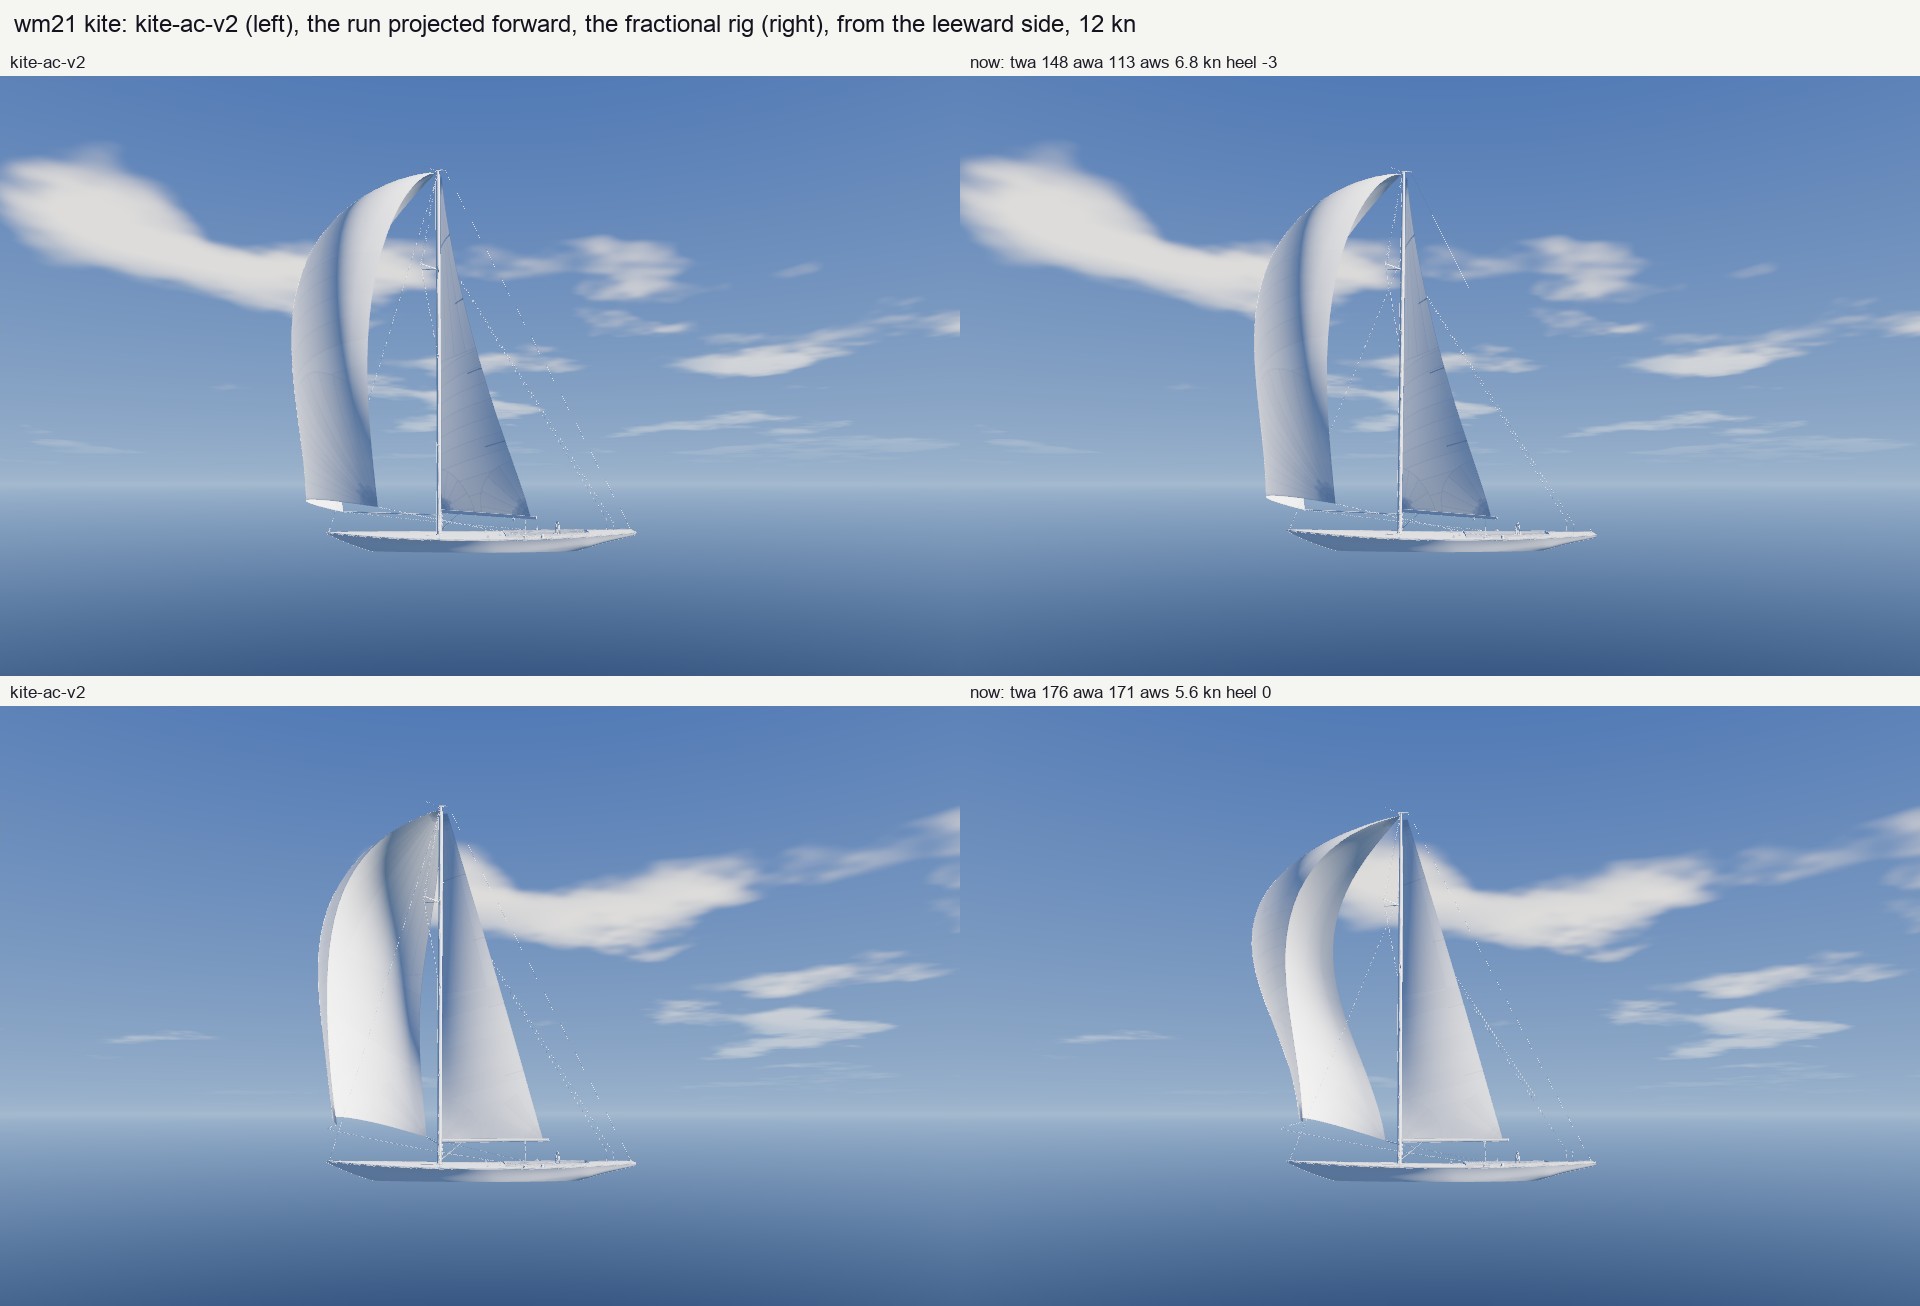 wm21 kite: kite-ac-v2 (left), the run projected forward, the fractional rig (right), from the leeward side, 12 kn
kite-ac-v2
now: twa 148 awa 113 aws 6.8 kn heel -3
kite-ac-v2
now: twa 176 awa 171 aws 5.6 kn heel 0